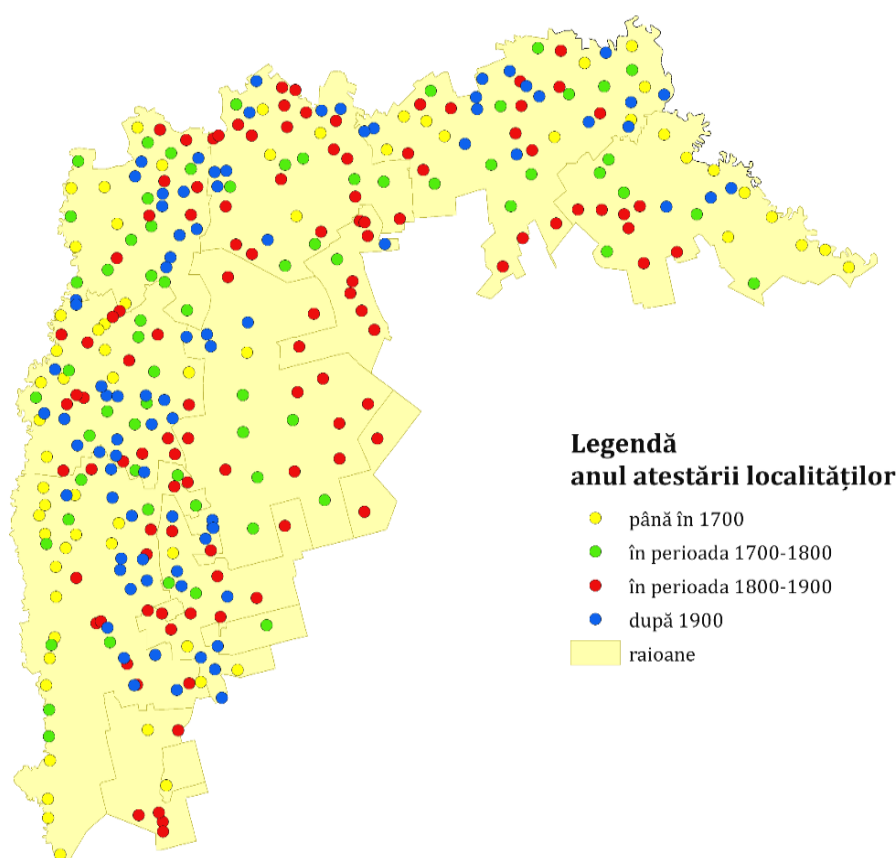 Legendă
anul atestării localităților
până în 1700
în perioada 1700-1800
în perioada 1800-1900
după 1900
raioane